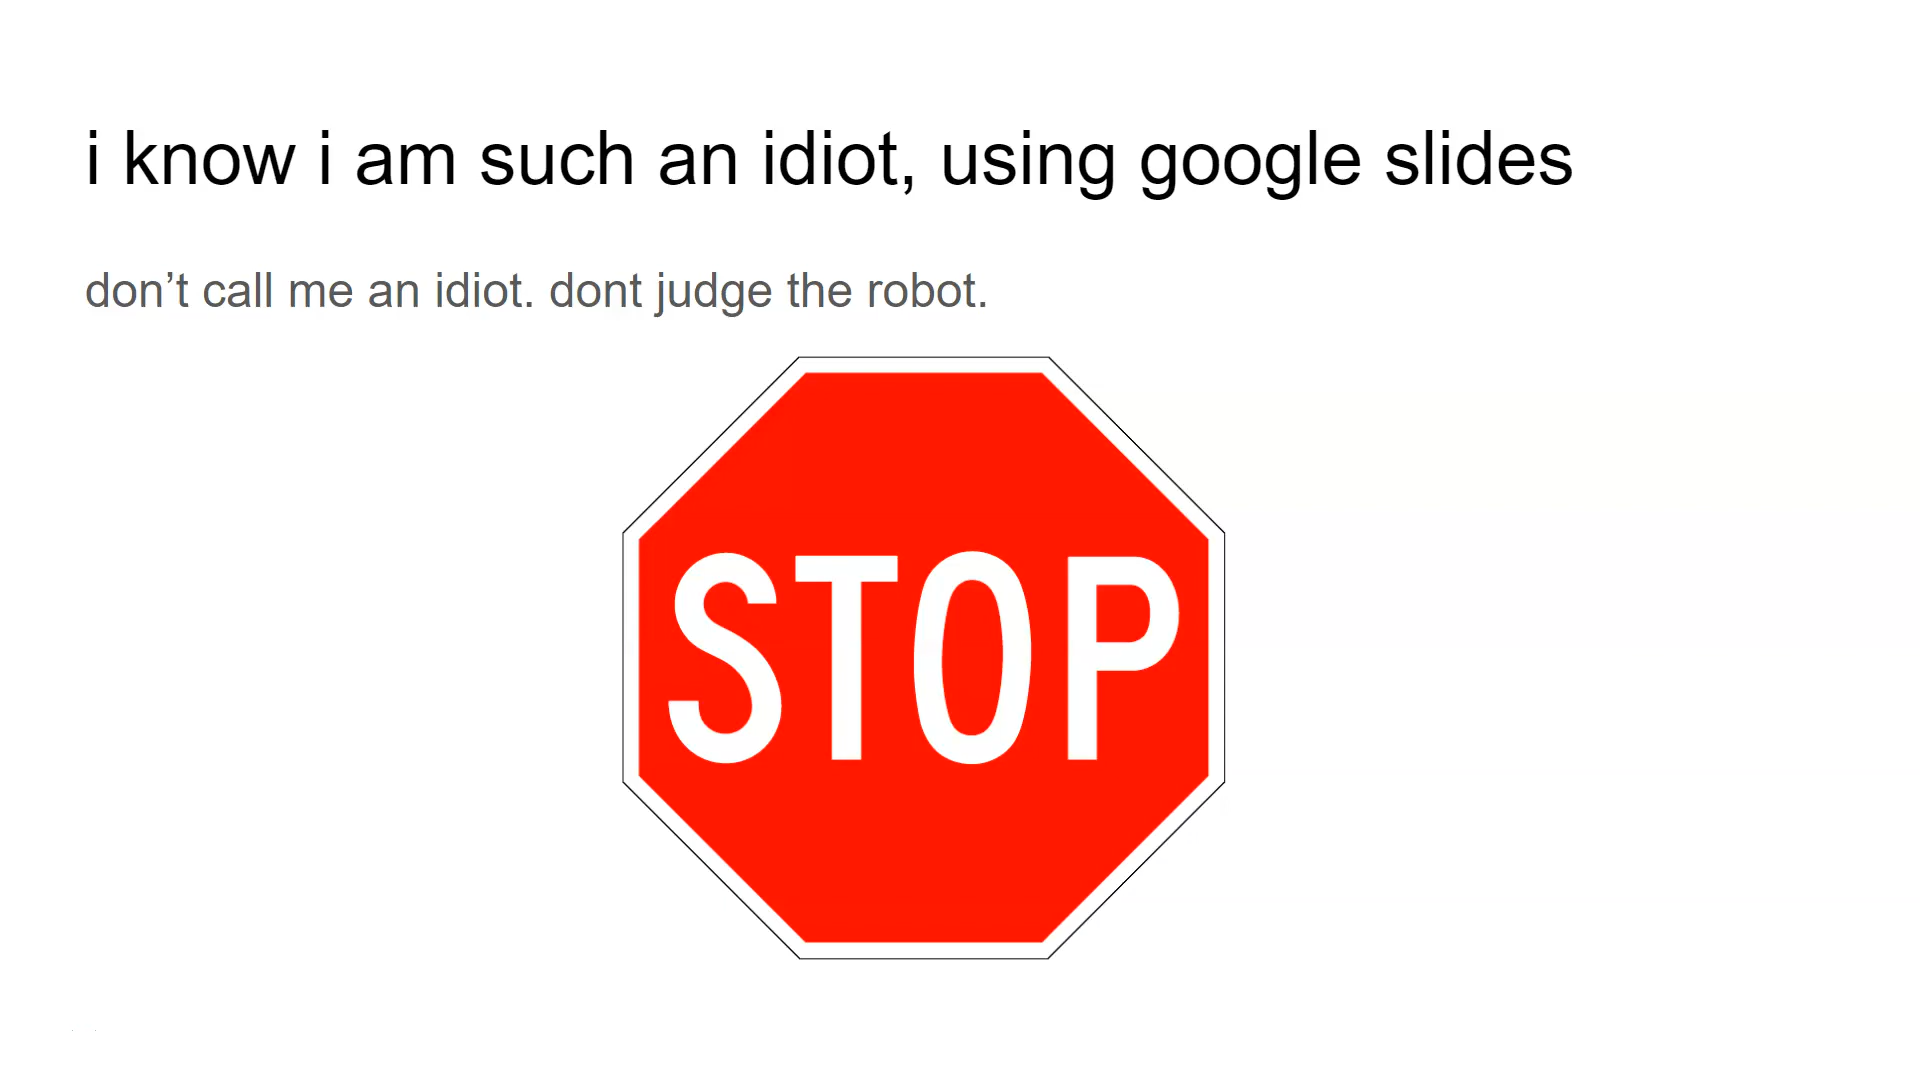 i know i am such an idiot, using google slides
don’t call me an idiot. dont judge the robot.
STOP